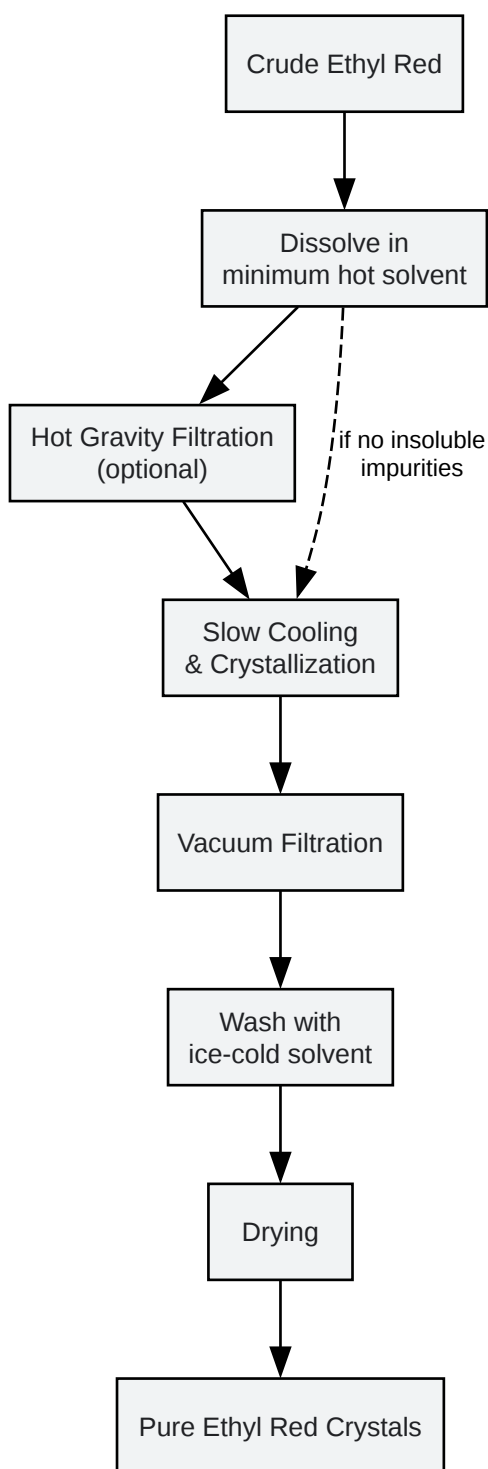 Crude Ethyl Red
Dissolve in
minimum hot solvent
Hot Gravity Filtration
(optional)
if no insoluble
impurities
Slow Cooling
& Crystallization
Vacuum Filtration
Wash with
ice-cold solvent
Drying
Pure Ethyl Red Crystals